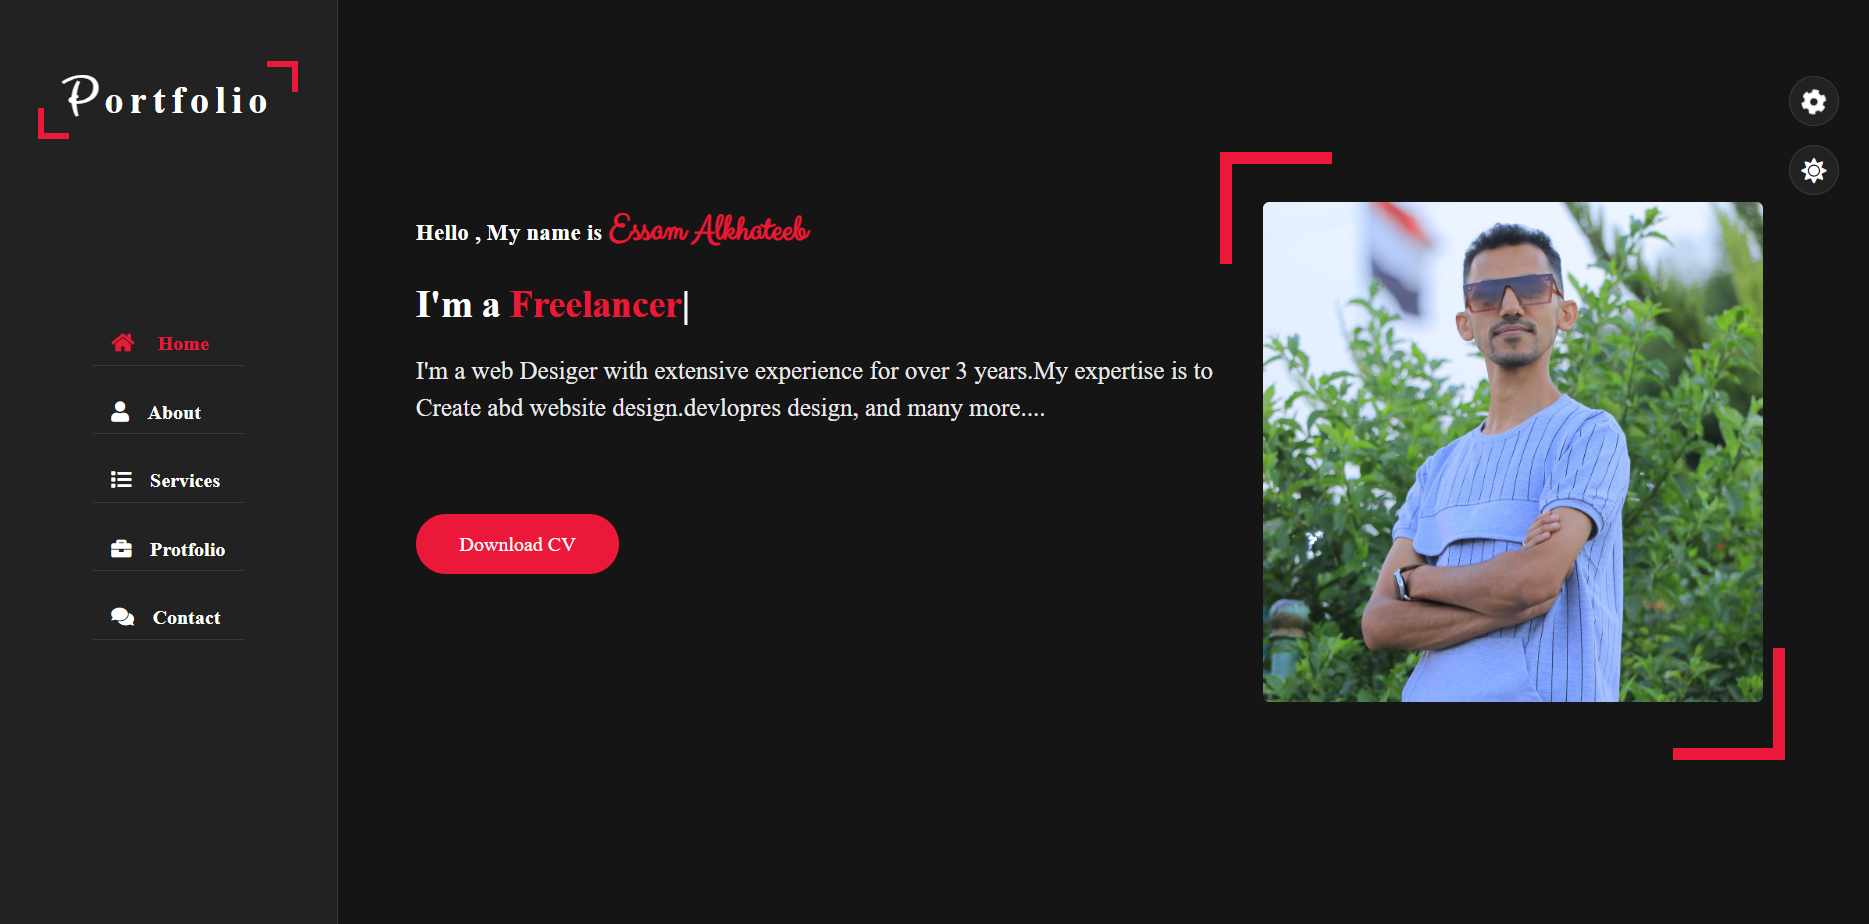 Portfolio
Home
About
Services
Protfolio
Contact
Hello , My name is Essam Alkhateeb
I'm a Freelancer|
I'm a web Desiger with extensive experience for over 3 years.My expertise is to
Create abd website design.devlopres design, and many more....
Download CV